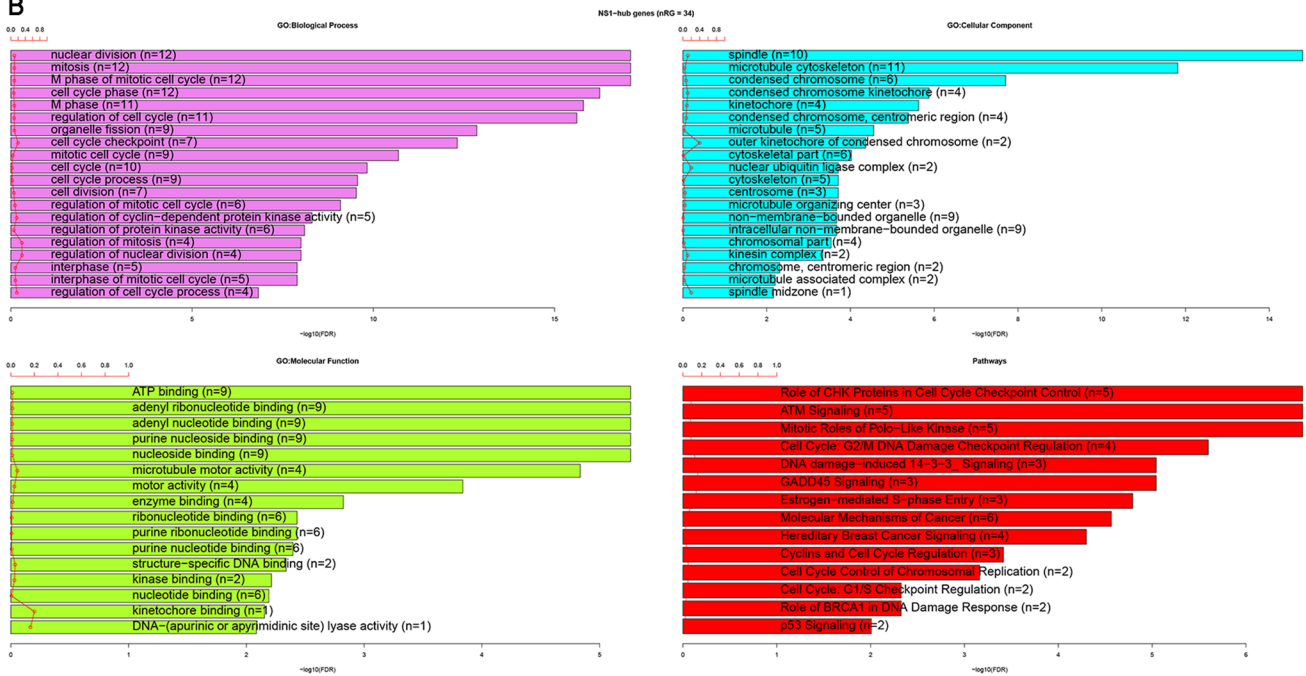 B
NS1-hub genes (nRG = 34)
GO:Biological Process
0.0 0.4 0.8
nuclear division (n=12)
mitosis (n=12)
M phase of mitotic cell cycle (n=12)
cell cycle phase (n=12)
M phase (n=11)
regulation of cell cycle (n=11)
organelle fission (n=9)
cell cycle checkpoint (n=7)
mitotic cell cycle (n=9)
cell cycle (n=10)
cell cycle process (n=9)
cell division (n=7)
regulation of mitotic cell cycle (n=6)
regulation of cyclin-dependent protein kinase activity (n=5)
regulation of protein kinase activity (n=6)
regulation of mitosis (n=4)
regulation of nuclear division (n=4)
interphase (n=5)
interphase of mitotic cell cycle (n=5)
regulation of cell cycle process (n=4)
0 5 10 15
-log10(FDR)
GO:Cellular Component
0.0 0.4 0.8
spindle (n=10)
microtubule cytoskeleton (n=11)
condensed chromosome (n=6)
condensed chromosome kinetochore (n=4)
kinetochore (n=4)
condensed chromosome, centromeric region (n=4)
microtubule (n=5)
outer kinetochore of condensed chromosome (n=2)
cytoskeletal part (n=6)
nuclear ubiquitin ligase complex (n=2)
cytoskeleton (n=5)
centrosome (n=3)
microtubule organizing center (n=3)
non-membrane-bounded organelle (n=9)
intracellular non-membrane-bounded organelle (n=9)
chromosomal part (n=4)
kinesin complex (n=2)
chromosome, centromeric region (n=2)
microtubule associated complex (n=2)
spindle midzone (n=1)
0 2 4 6 8 10 12 14
-log10(FDR)
GO:Molecular Function
0.0 0.2 0.4 0.6 0.8 1.0
ATP binding (n=9)
adenyl ribonucleotide binding (n=9)
adenyl nucleotide binding (n=9)
purine nucleoside binding (n=9)
nucleoside binding (n=9)
microtubule motor activity (n=4)
motor activity (n=4)
enzyme binding (n=4)
ribonucleotide binding (n=6)
purine ribonucleotide binding (n=6)
purine nucleotide binding (n=6)
structure-specific DNA binding (n=2)
kinase binding (n=2)
nucleotide binding (n=6)
kinetochore binding (n=1)
DNA-(apurinic or apyrimidinic site) lyase activity (n=1)
0 1 2 3 4 5
-log10(FDR)
Pathways
0.0 0.2 0.4 0.6 0.8 1.0
Role of CHK Proteins in Cell Cycle Checkpoint Control (n=5)
ATM Signaling (n=5)
Mitotic Roles of Polo-Like Kinase (n=5)
Cell Cycle: G2/M DNA Damage Checkpoint Regulation (n=4)
DNA damage-induced 14-3-3_ Signaling (n=3)
GADD45 Signaling (n=3)
Estrogen-mediated S-phase Entry (n=3)
Molecular Mechanisms of Cancer (n=6)
Hereditary Breast Cancer Signaling (n=4)
Cyclins and Cell Cycle Regulation (n=3)
Cell Cycle Control of Chromosomal Replication (n=2)
Cell Cycle: G1/S Checkpoint Regulation (n=2)
Role of BRCA1 in DNA Damage Response (n=2)
p53 Signaling (n=2)
0 1 2 3 4 5 6
-log10(FDR)